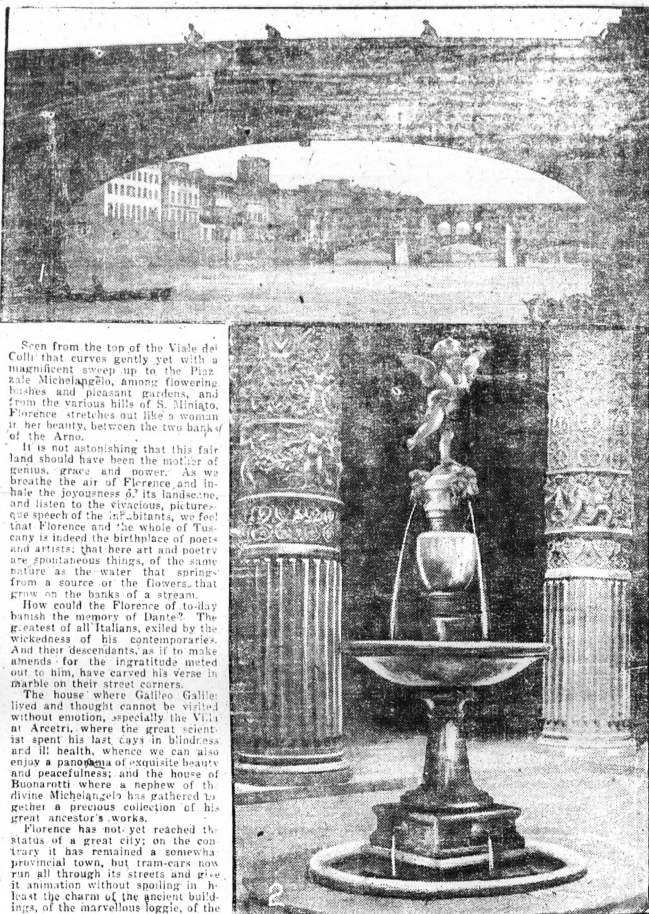 Seen from the top of the Viale dei
Colli that curves gently yet with a
magnificent sweep up to the Piaz
zale Michelangelo, among flowering
bushes and pleasant gardens, and
from the various hills of S. Miniato,
Florence stretches out like a woman
in her beauty, between the two banks
of the Arno.
It is not astonishing that this fair
land should have been the mother of
genius, grace and power. As we
breathe the air of Florence and in-
hale the joyousness of its landscape,
and listen to the vivacious, pictures-
que speech of the inhabitants, we feel
that Florence and the whole of Tus-
cany is indeed the birthplace of poets
and artists; that here art and poetry
are spontaneous things, of the same
nature as the water that springs
from a source or the flowers that
grow on the banks of a stream.
How could the Florence of to-day
banish the memory of Dante? The
greatest of all Italians, exiled by the
wickedness of his contemporaries.
And their descendants, as if to make
amends for the ingratitude meted
out to him, have carved his verse in
marble on their street corners.
The house where Galileo Galilei
lived and thought cannot be visited
without emotion, especially the Villa
at Arcetri, where the great scient-
ist spent his last days in blindness
and ill health, whence we can also
enjoy a panorama of exquisite beauty
and peacefulness; and the house of
Buonarotti where a nephew of the
divine Michelangelo has gathered to
gether a precious collection of his
great ancestor's works.
Florence has not yet reached the
status of a great city; on the con-
trary it has remained a somewha
provincial town, but tram-cars now
run all through its streets and give
it animation without spoiling in
least the charm of the ancient build-
ings, of the marvellous loggie, of the
2